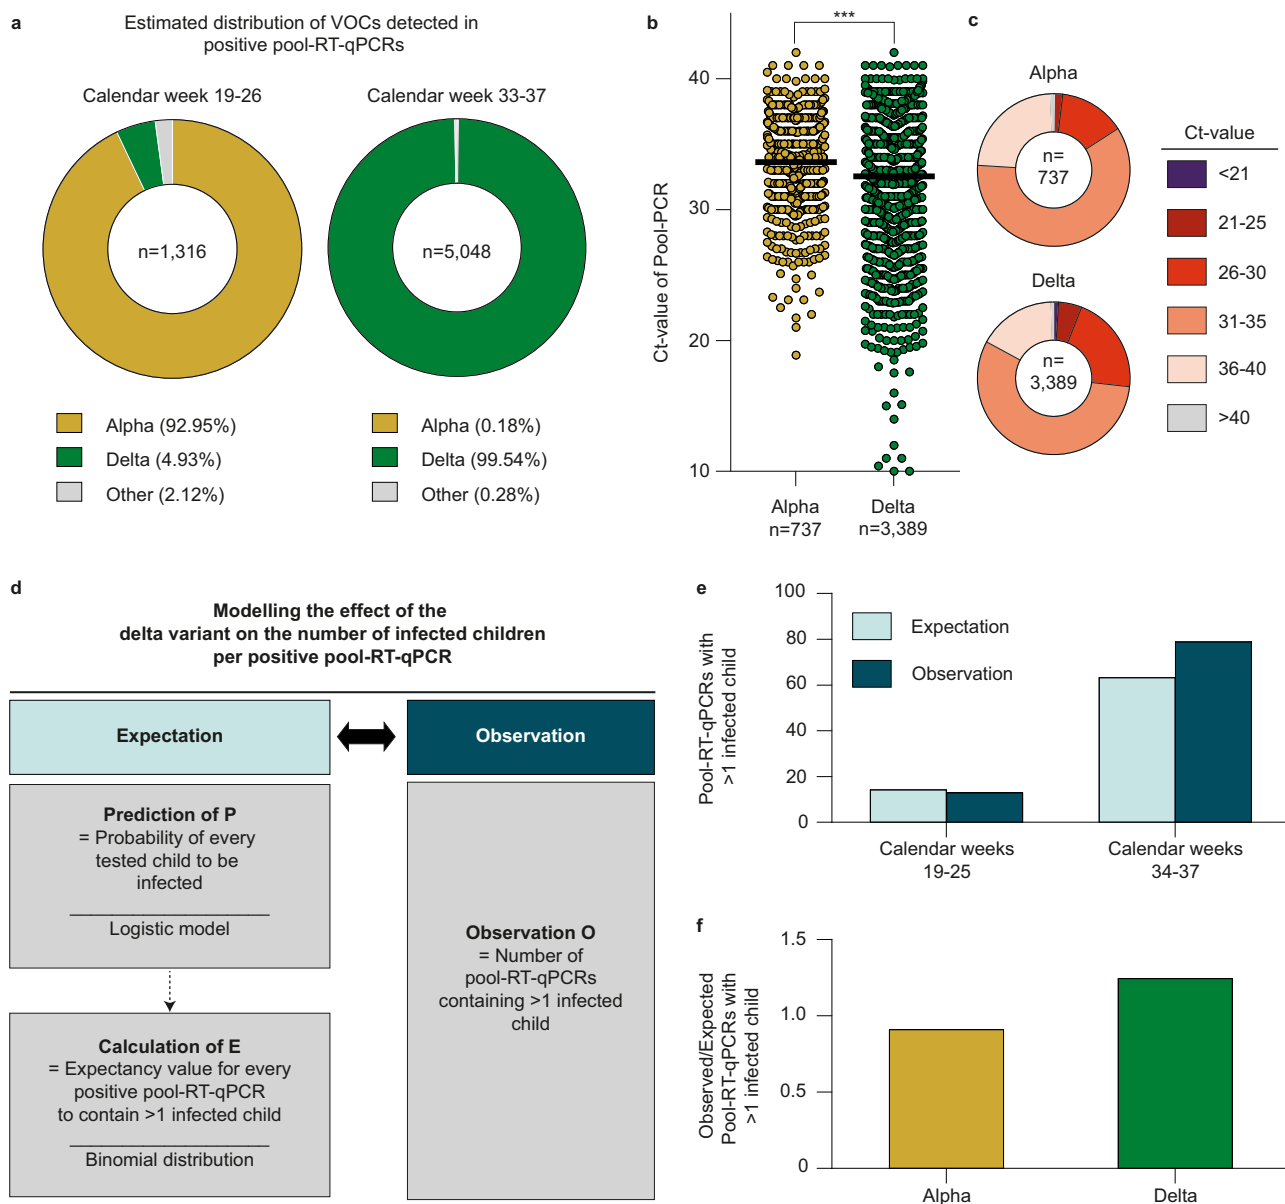 a
Estimated distribution of VOCs detected in
positive pool-RT-qPCRs
Calendar week 19-26
n=1,316
Alpha (92.95%)
Delta (4.93%)
Other (2.12%)
Calendar week 33-37
n=5,048
Alpha (0.18%)
Delta (99.54%)
Other (0.28%)
b
***
Ct-value of Pool-PCR
40
30
20
10
Alpha
n=737
Delta
n=3,389
c
Alpha
n=
737
Delta
n=
3,389
Ct-value
<21
21-25
26-30
31-35
36-40
>40
d
Modelling the effect of the
delta variant on the number of infected children
per positive pool-RT-qPCR
Expectation
Observation
Prediction of P
= Probability of every
tested child to be
infected
Logistic model
Calculation of E
= Expectancy value for every
positive pool-RT-qPCR
to contain >1 infected child
Binomial distribution
Observation O
= Number of
pool-RT-qPCRs
containing >1 infected
child
e
Pool-RT-qPCRs with
>1 infected child
100
80
60
40
20
0
Expectation
Observation
Calendar weeks
19-25
Calendar weeks
34-37
f
Observed/Expected
Pool-RT-qPCRs with
>1 infected child
1.5
1.0
0.5
0
Alpha
Delta